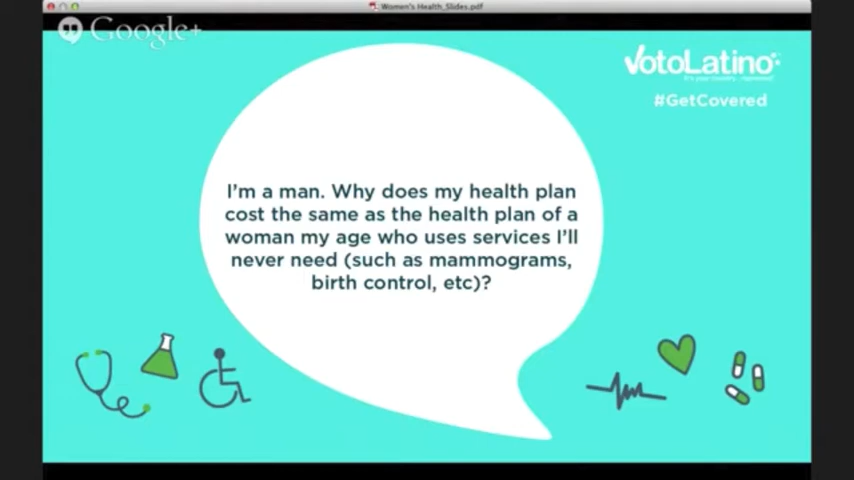 Women's Health_Slides.pdf
Google+
VotoLatino
#GetCovered
I'm a man. Why does my health plan
cost the same as the health plan of a
woman my age who uses services I'll
never need (such as mammograms,
birth control, etc)?